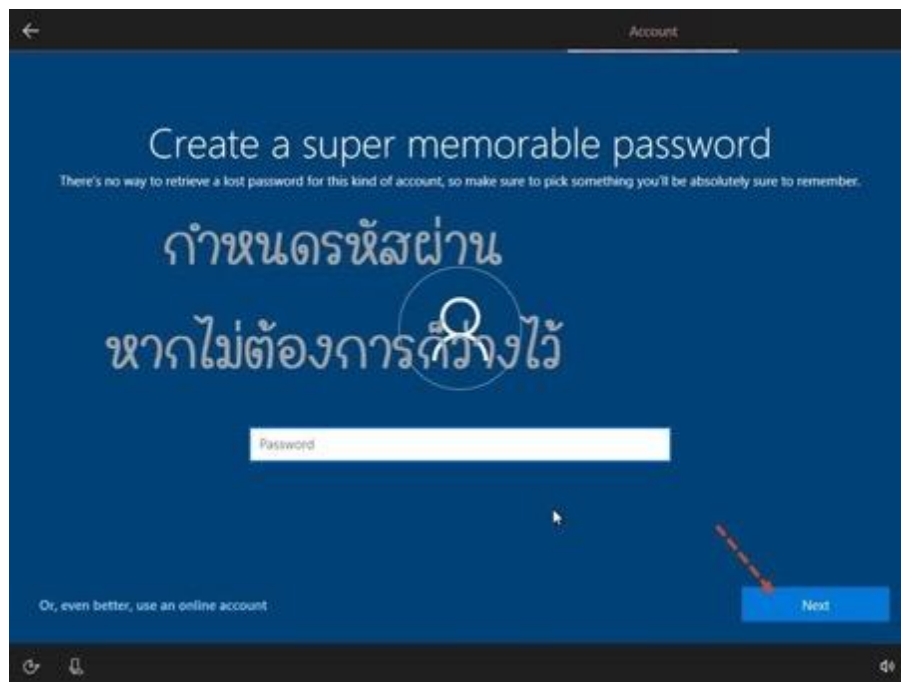 Account
Create a super memorable password
There's no way to retrieve a lost password for this kind of account, so make sure to pick something you'll be absolutely sure to remember.
กำหนดรหัสผ่าน
หากไม่ต้องการก็ว่างไว้
Password
Or, even better, use an online account
Next